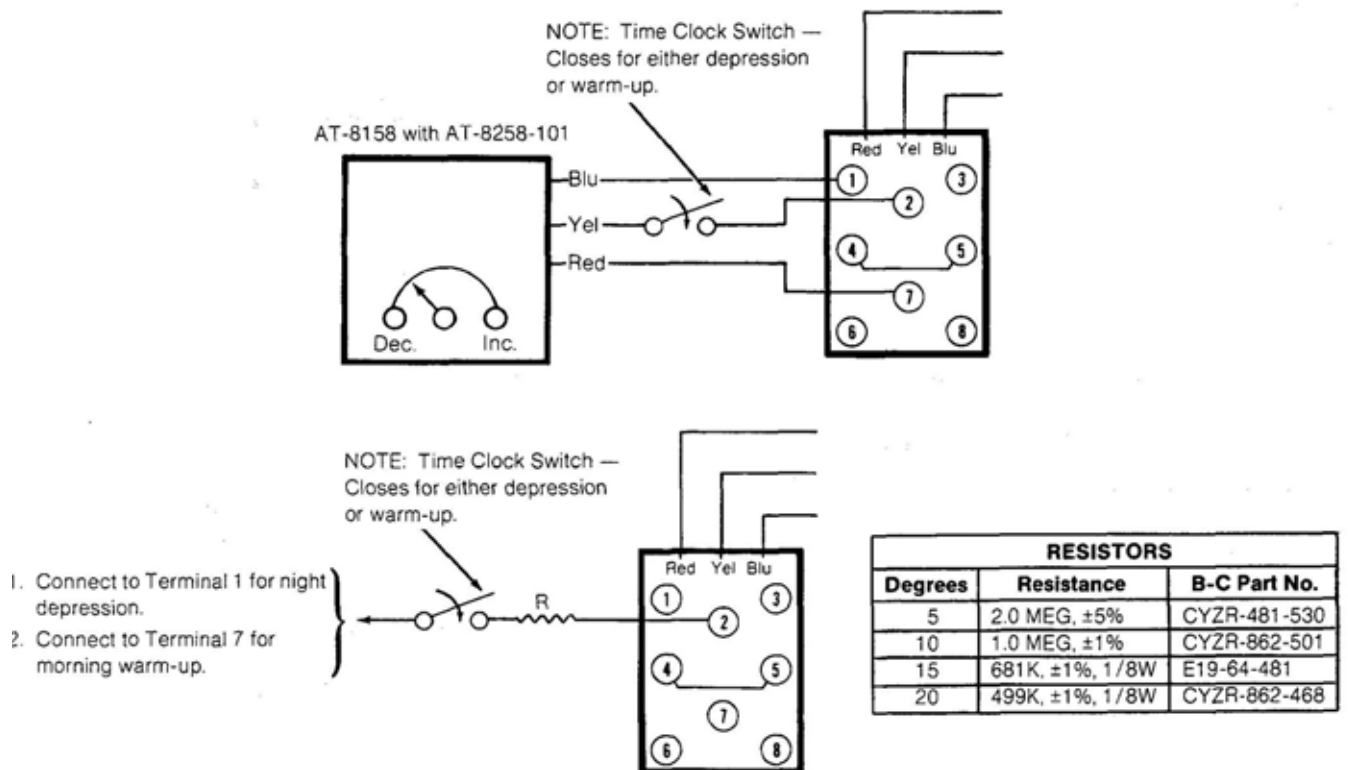 NOTE: Time Clock Switch —
Closes for either depression
or warm-up.
AT-8158 with AT-8258-101
Blu
Yel
Red
Dec.
Inc.
Red Yel Blu
1
3
2
4
5
7
6
8
NOTE: Time Clock Switch —
Closes for either depression
or warm-up.
1. Connect to Terminal 1 for night
depression.
2. Connect to Terminal 7 for
morning warm-up.
R
Red Yel Blu
1
3
2
4
5
7
6
8
RESISTORS
Degrees Resistance B-C Part No.
5 2.0 MEG, ±5% CYZR-481-530
10 1.0 MEG, ±1% CYZR-862-501
15 681K, ±1%, 1/8W E19-64-481
20 499K, ±1%, 1/8W CYZR-862-468